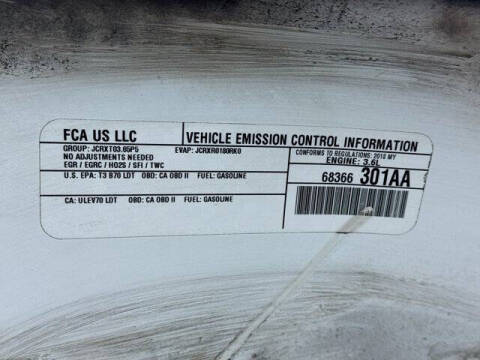 FCA US LLC
VEHICLE EMISSION CONTROL INFORMATION
GROUP: JCRXT03.65P5 EVAP: JCRXR0180RK0
CONFORMS TO REGULATIONS: 2018 MY
NO ADJUSTMENTS NEEDED
ENGINE: 3.6L
EGR / EGRC / HO2S / SFI / TWC
U.S. EPA: T3 B70 LDT OBD: CA OBD II FUEL: GASOLINE
68366 301AA
CA: ULEV70 LDT OBD: CA OBD II FUEL: GASOLINE